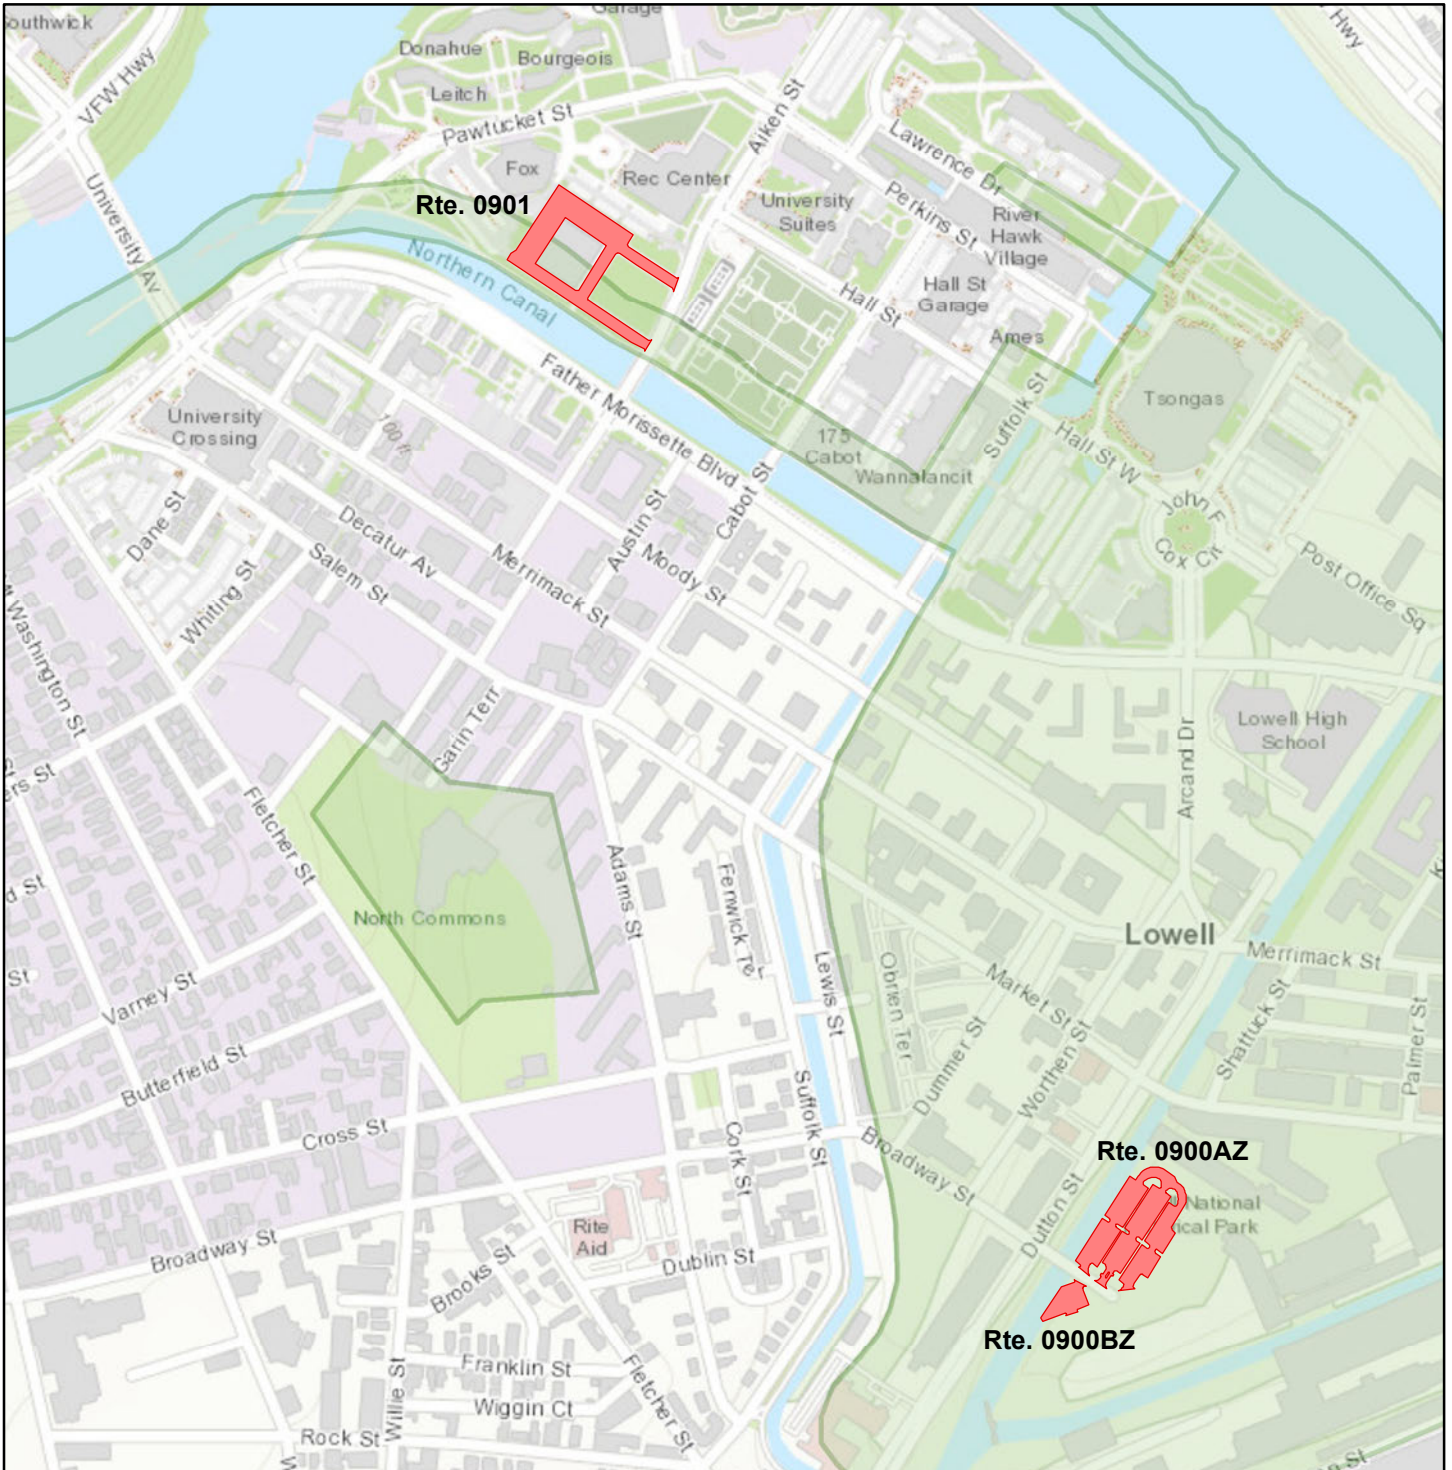 Southwick
Garage
Hwy
Donahue
Bourgeois
VFW Hwy
Leitch
Pawtucket St
Aiken St
Lawrence Dr
Fox
Rec Center
University Av
Rte. 0901
University
Suites
Perkins St
River
Hawk
Village
Northern Canal
Hall St
Hall St
Garage
Ames
Father Morissette Blvd
Suffolk St
Tsongas
University
Crossing
100 ft
175
Cabot
Hall St W
Wannalancit
Cabot St
Dane St
Decatur Av
Austin St
John F
Cox Cir
Salem St
Merrimack St
Moody St
Post Office Sq
Whiting St
Washington St
Garin Terr
Lowell High
School
Arcand Dr
ers St
Fletcher St
Adams St
Fenwick Ter
North Commons
Lowell
Merrimack St
d St
St
Lewis St
Obrien Ter
Market St
Varney St
Shattuck St
Palmer St
Dummer St
Worthen St
Butterfield St
Suffolk St
Cross St
Cork St
Broadway St
Rte. 0900AZ
National
ical Park
Dutton St
Rite
Aid
Broadway St
Dublin St
Brooks St
Rte. 0900BZ
Franklin St
Fletcher St
Willie St
Wiggin Ct
Rock St